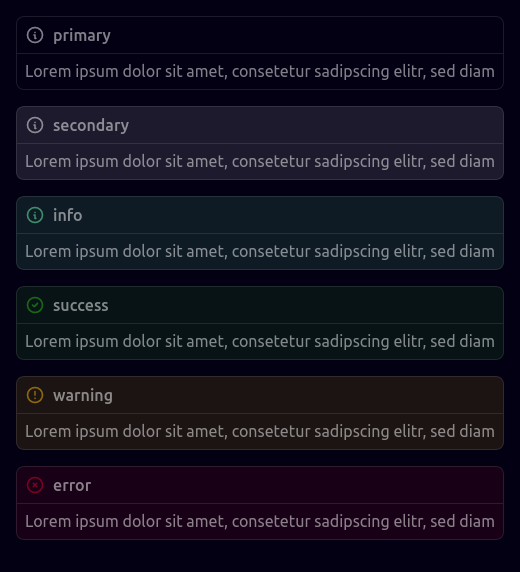 primary
Lorem ipsum dolor sit amet, consetetur sadipscing elitr, sed diam
secondary
Lorem ipsum dolor sit amet, consetetur sadipscing elitr, sed diam
info
Lorem ipsum dolor sit amet, consetetur sadipscing elitr, sed diam
success
Lorem ipsum dolor sit amet, consetetur sadipscing elitr, sed diam
warning
Lorem ipsum dolor sit amet, consetetur sadipscing elitr, sed diam
error
Lorem ipsum dolor sit amet, consetetur sadipscing elitr, sed diam